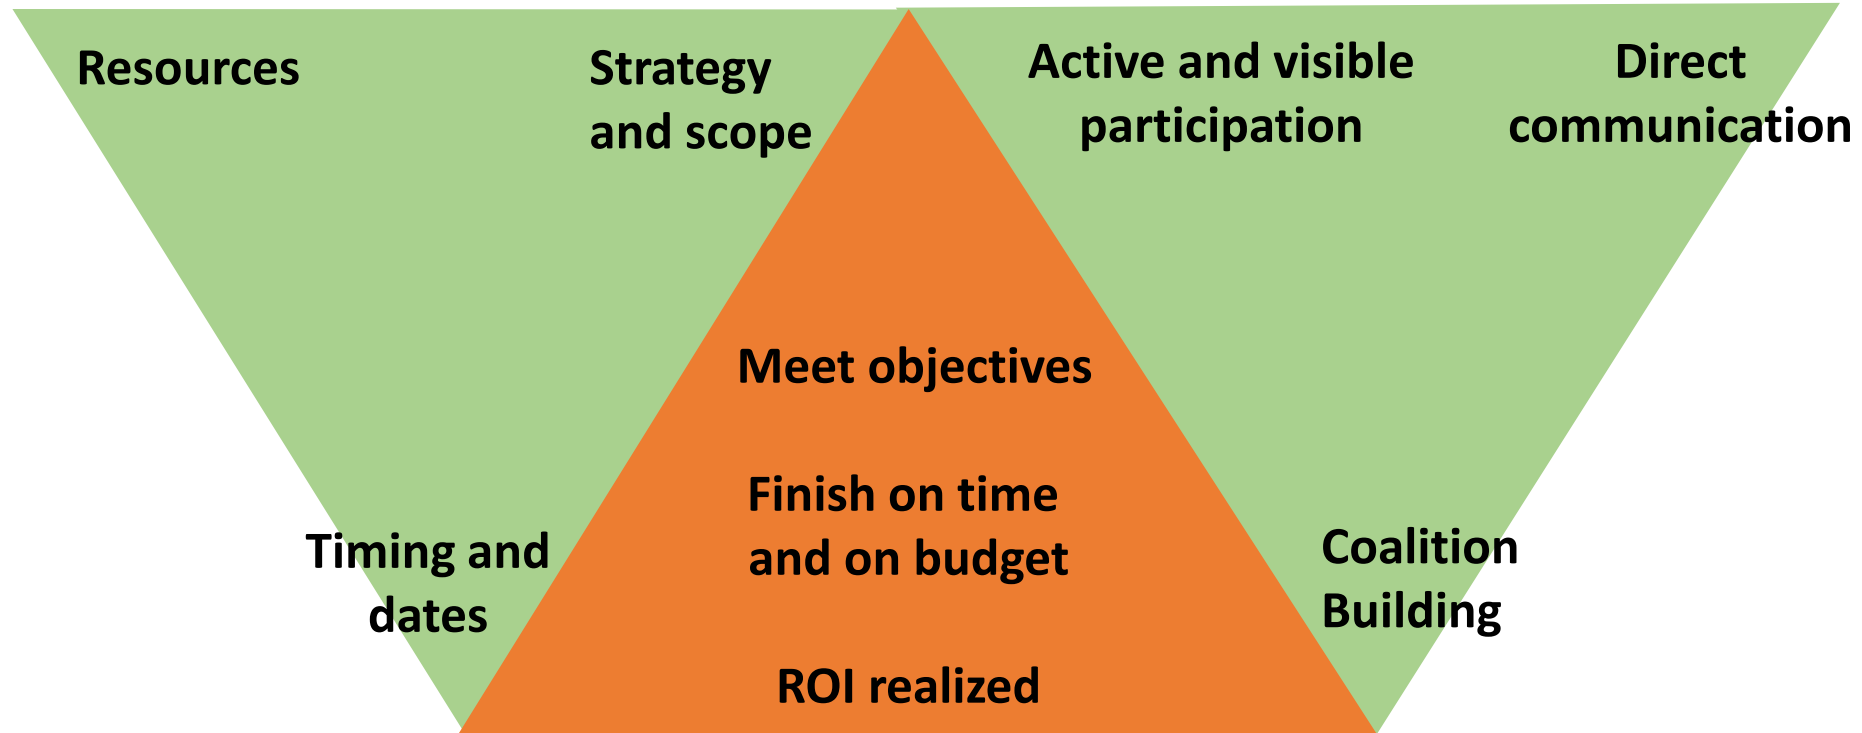 Resources
Strategy
and scope
Timing and
dates
Meet objectives
Finish on time
and on budget
ROI realized
Active and visible
participation
Direct
communication
Coalition
Building